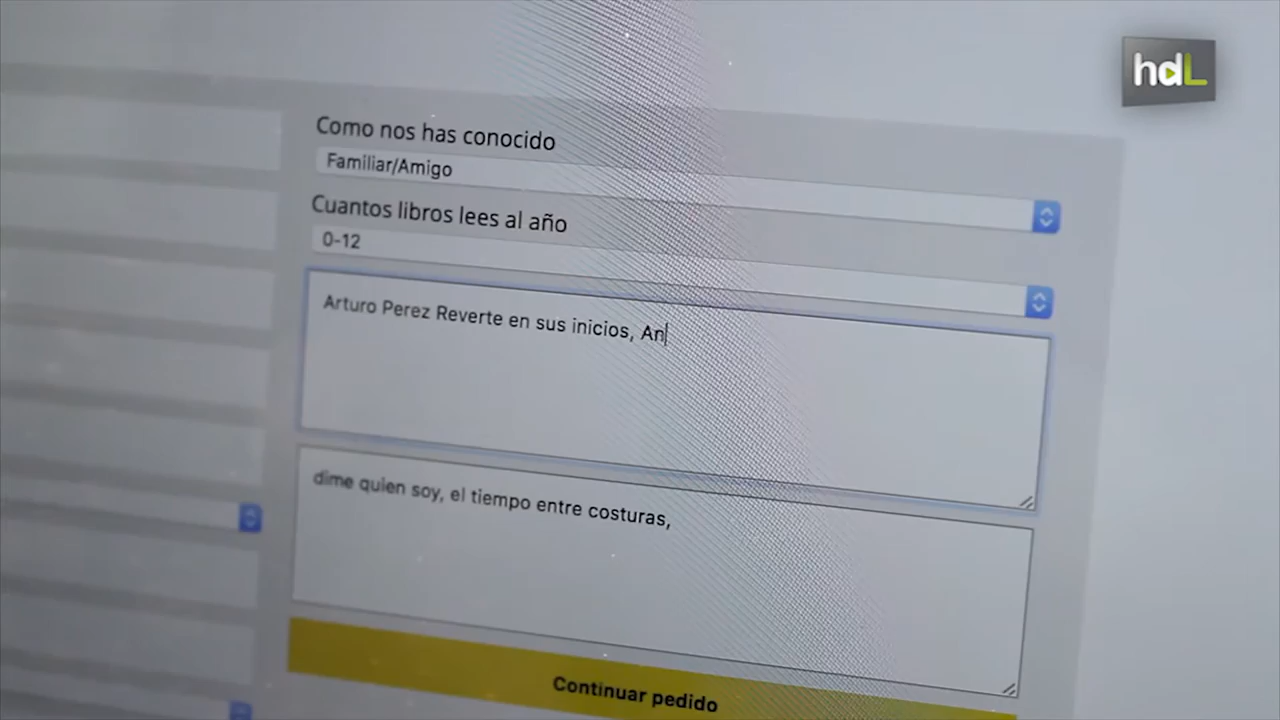 hdL
Como nos has conocido
Familiar/Amigo
Cuantos libros lees al año
0-12
Arturo Perez Reverte en sus inicios, An
dime quien soy, el tiempo entre costuras,
Continuar pedido